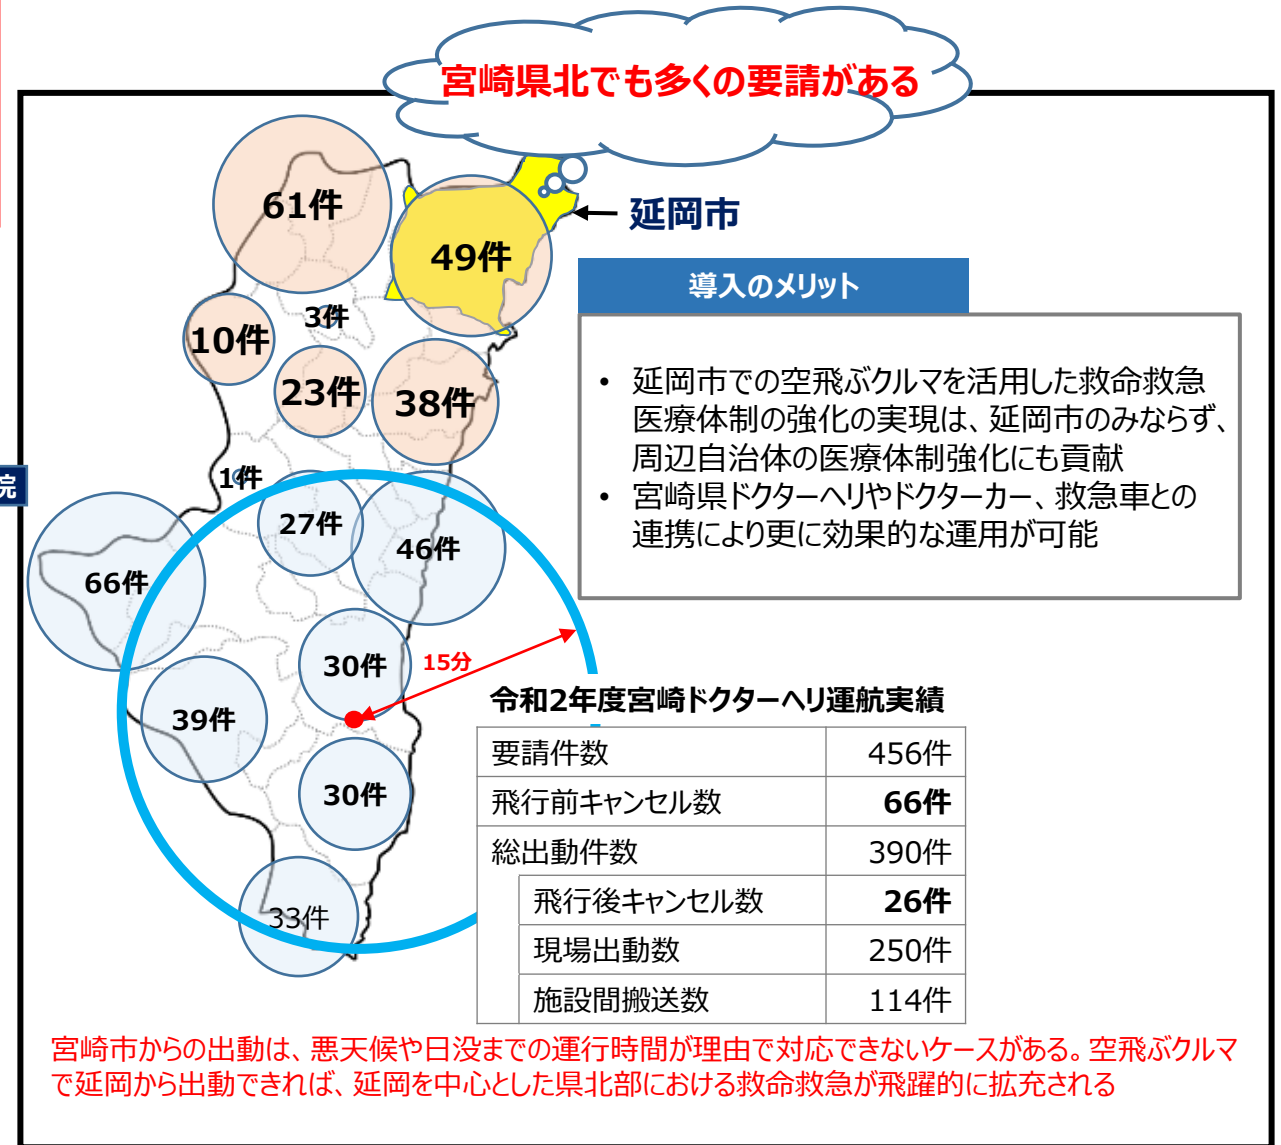 宮崎県北でも多くの要請がある
61件
延岡市
49件
導入のメリット
3件
10件
23件
38件
• 延岡市での空飛ぶクルマを活用した救命救急
医療体制の強化の実現は、延岡市のみならず、
周辺自治体の医療体制強化にも貢献
• 宮崎県ドクターヘリやドクターカー、救急車との
連携により更に効果的な運用が可能
院
1件
27件
46件
66件
30件
15分
39件
30件
33件
令和2年度宮崎ドクターヘリ運航実績
要請件数 456件
飛行前キャンセル数 66件
総出動件数 390件
飛行後キャンセル数 26件
現場出動数 250件
施設間搬送数 114件
宮崎市からの出動は、悪天候や日没までの運行時間が理由で対応できないケースがある。空飛ぶクルマ
で延岡から出動できれば、延岡を中心とした県北部における救命救急が飛躍的に拡充される